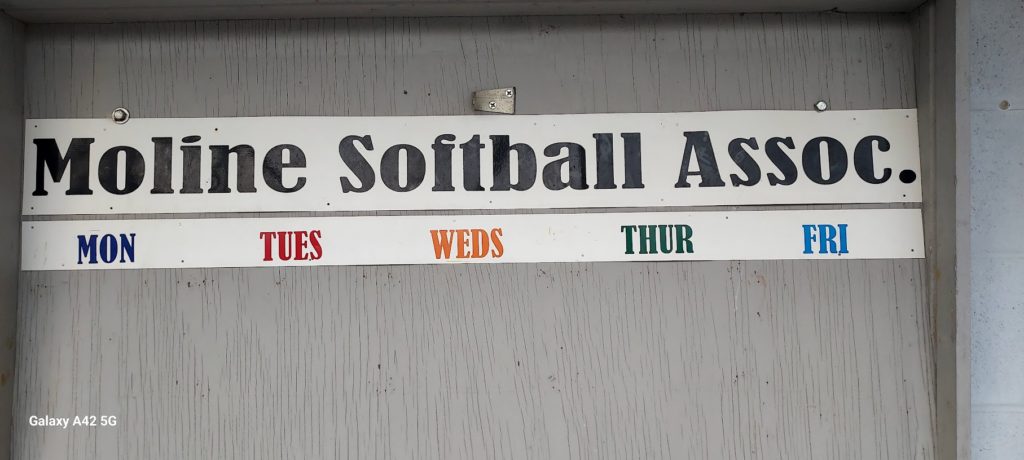 Moline Softball Assoc.
MON TUES WEDS THUR FRI
Galaxy A42 5G